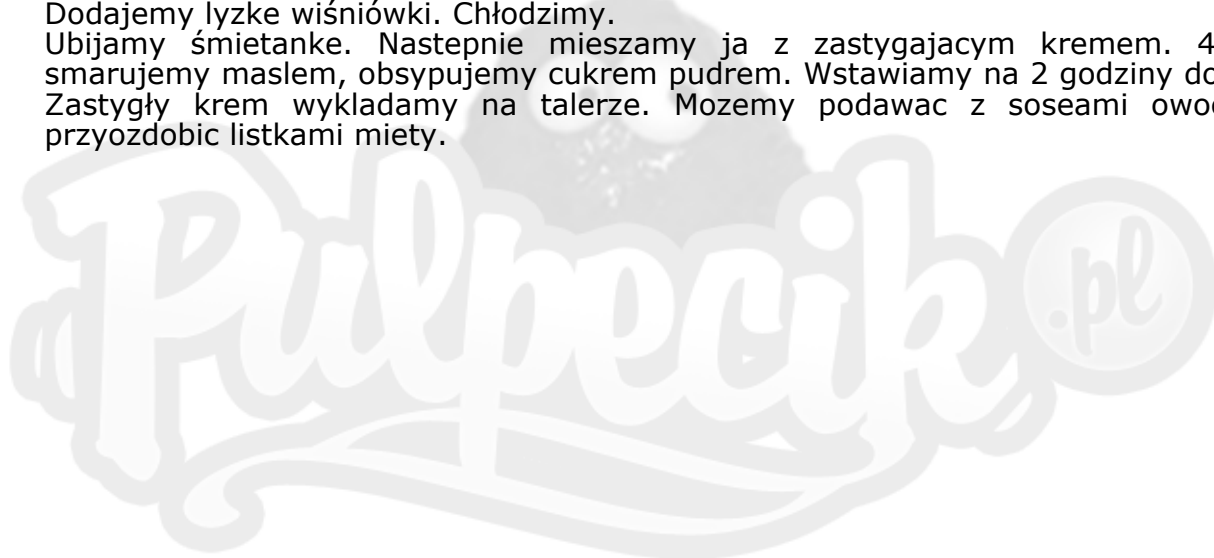 Dodajemy lyzke wiśniówki. Chłodzimy.
Ubijamy śmietanke. Nastepnie mieszamy ja z zastygajacym kremem. 4
smarujemy maslem, obsypujemy cukrem pudrem. Wstawiamy na 2 godziny do
Zastygły krem wykladamy na talerze. Mozemy podawac z soseami
przyozdobic listkami miety.
Pulpecik .pl